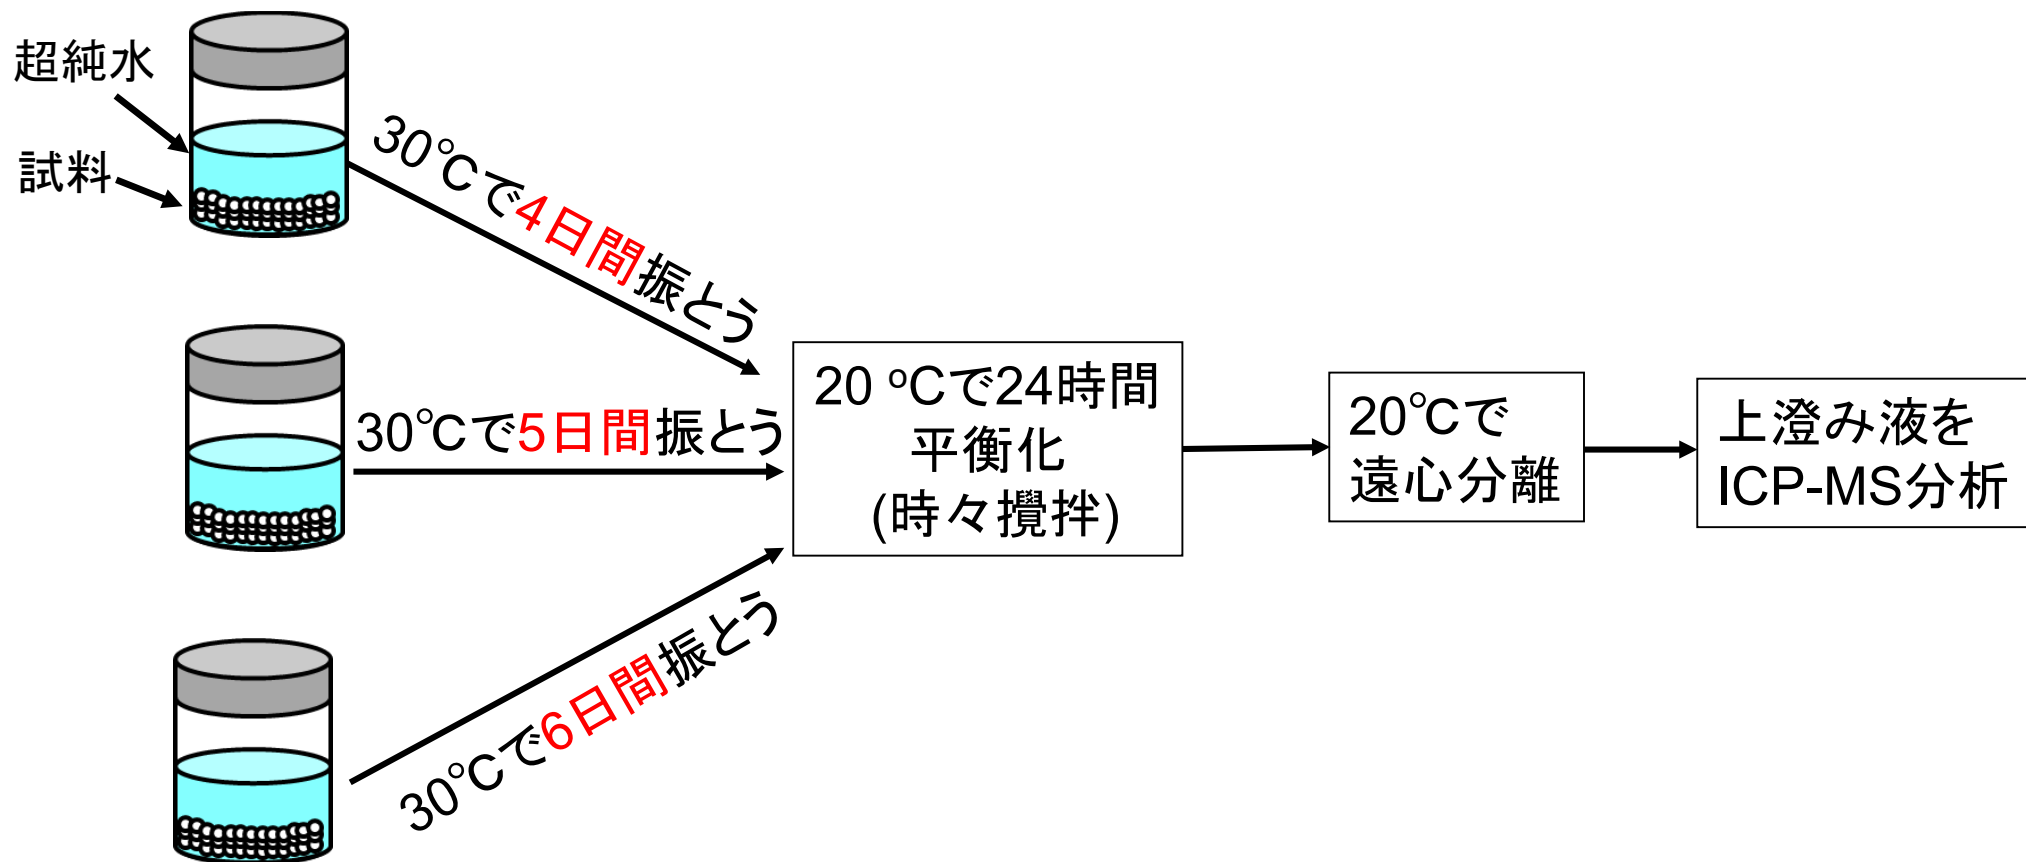 超純水
試料
30℃で4日間振とう
30℃で5日間振とう
30℃で6日間振とう
20 ºCで24時間
平衡化
(時々攪拌)
20℃で
遠心分離
上澄み液を
ICP-MS分析